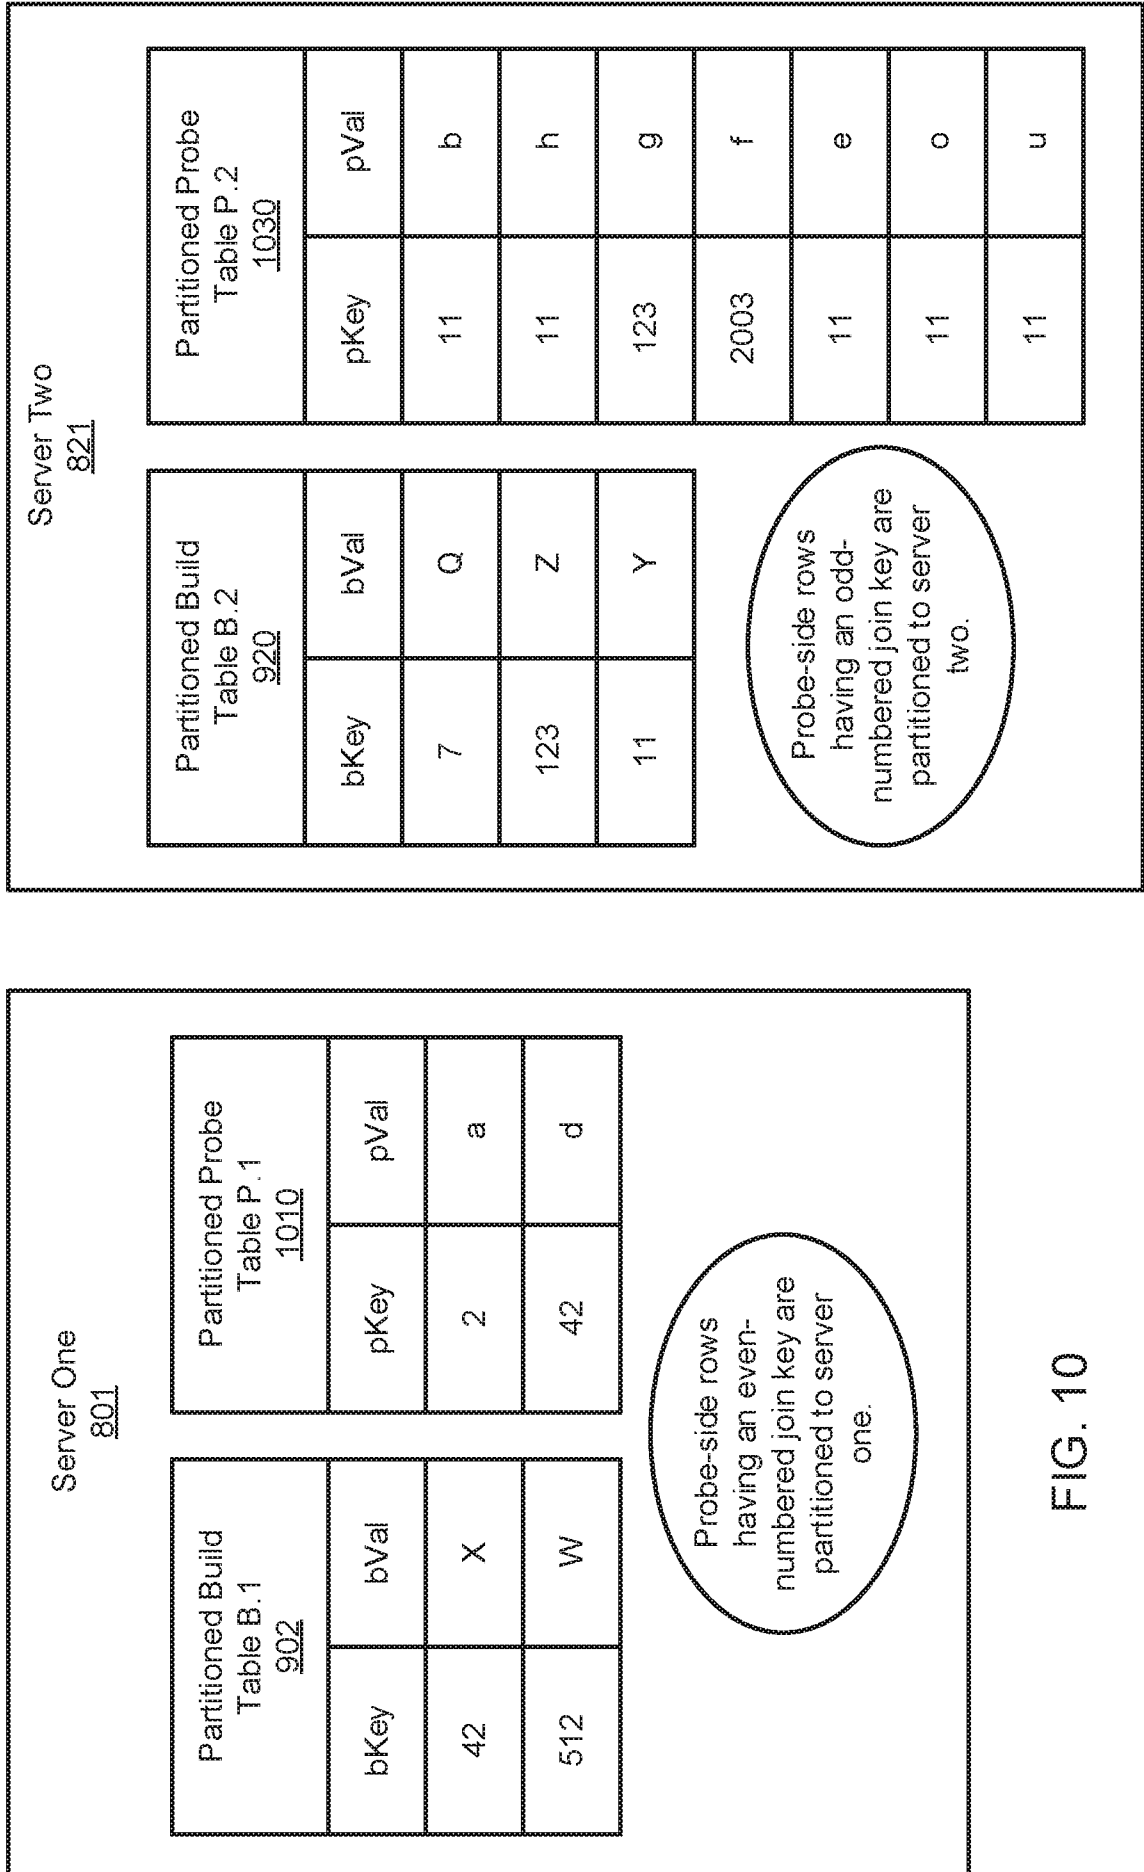 Server One
801
Partitioned Build
Table B.1
902
bKey bVal
42 X
512 W
Partitioned Probe
Table P.1
1010
pKey pVal
2 a
42 d
Probe-side rows
having an even-
numbered join key are
partitioned to server
one.
Server Two
821
Partitioned Build
Table B.2
920
bKey bVal
7 Q
123 Z
11 Y
Partitioned Probe
Table P.2
1030
pKey pVal
11 b
11 h
123 g
2003 f
11 e
11 o
11 u
Probe-side rows
having an odd-
numbered join key are
partitioned to server
two.
FIG. 10